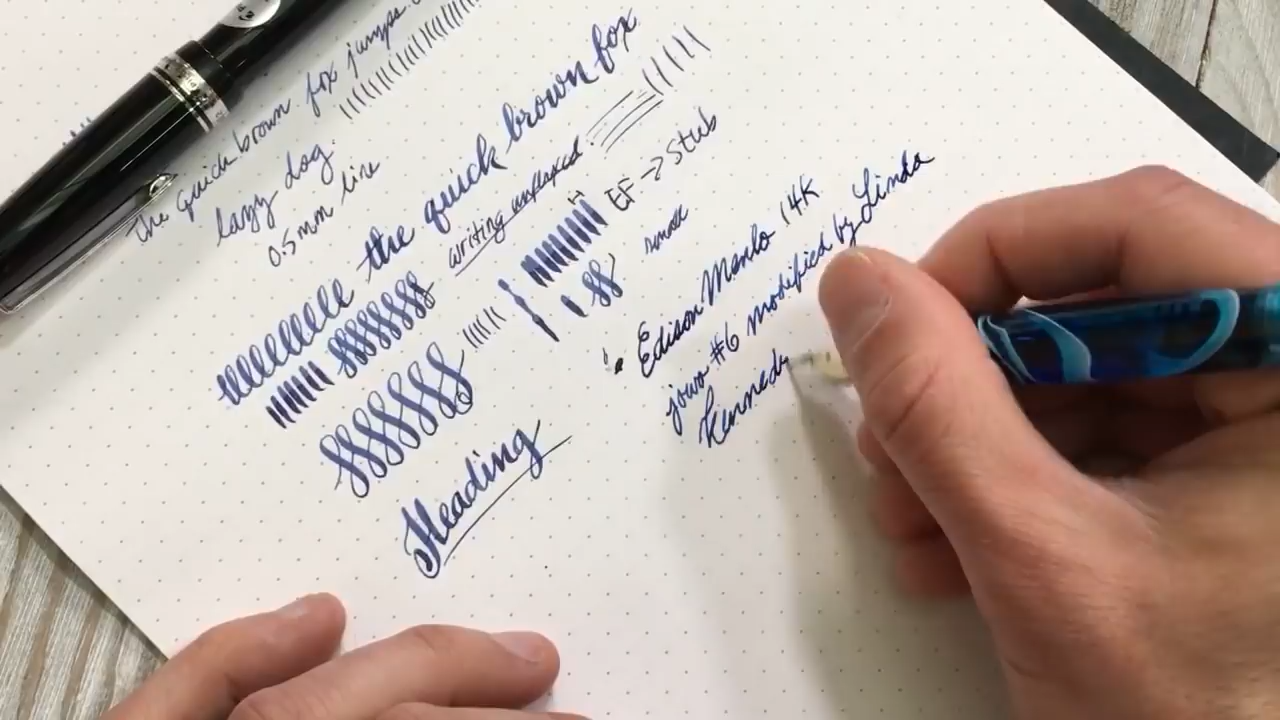 The quick brown fox jumps
lazy dog.
0.5mm line
the quick brown fox
writing unflexed.
EF → Stub
Heading
Edison Menlo 14K
jowo #6 modified by Linda
Kennedy